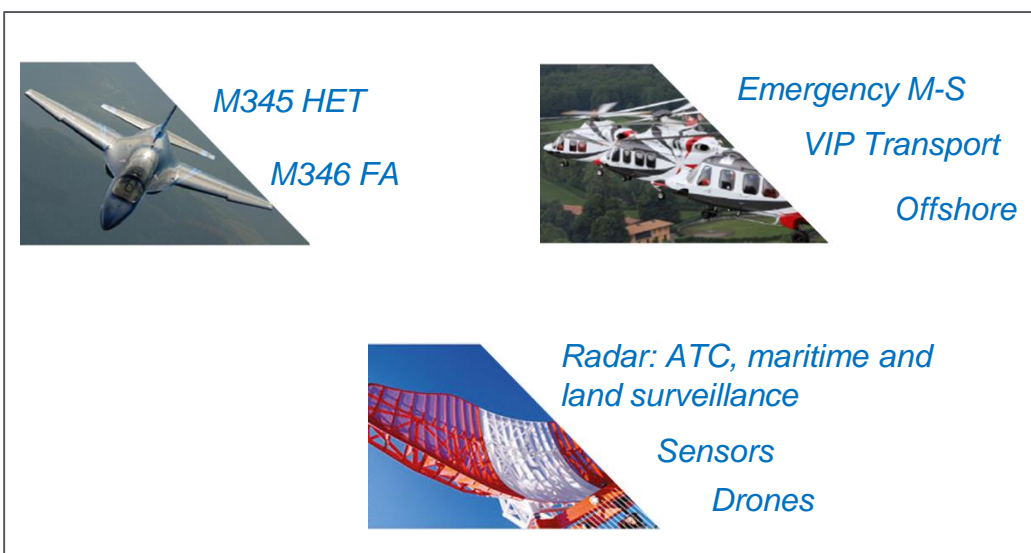 M345 HET
M346 FA
Emergency M-S
VIP Transport
Offshore
Radar: ATC, maritime and
land surveillance
Sensors
Drones